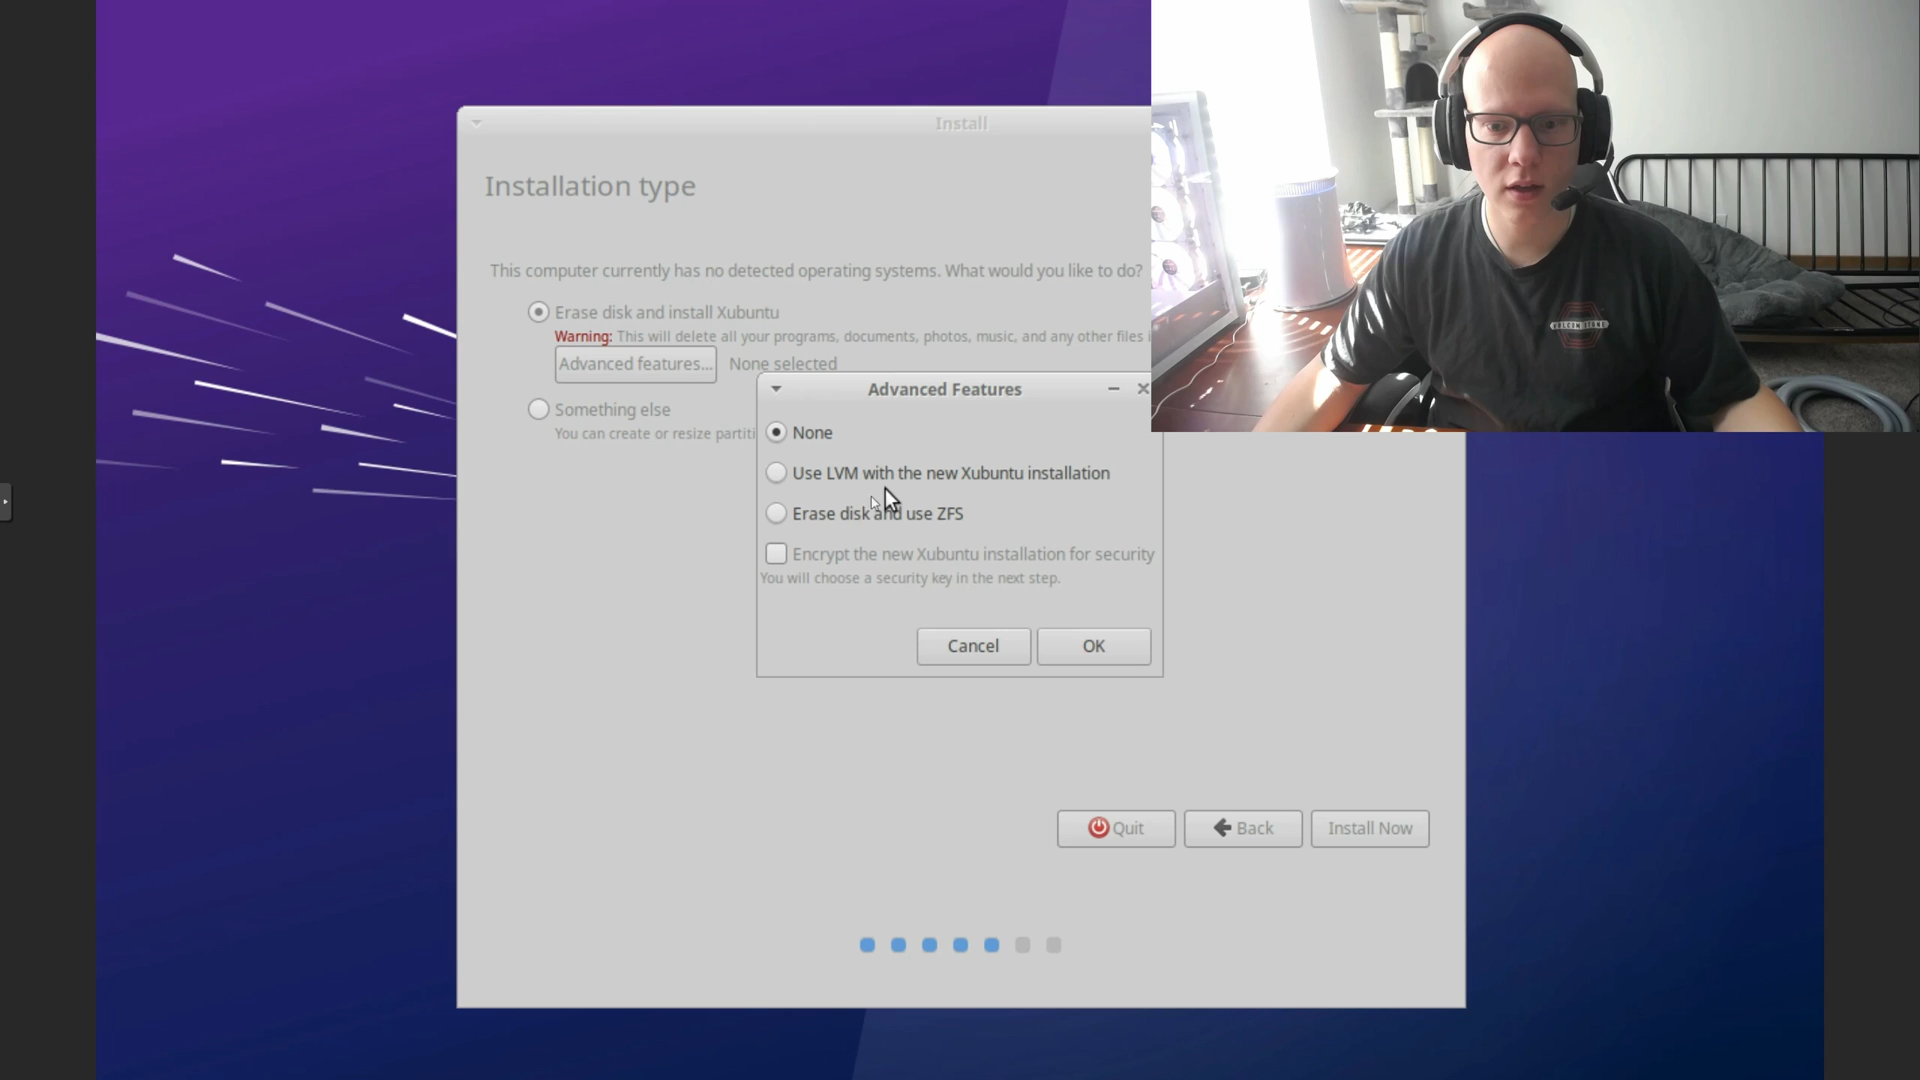 Install
Installation type
This computer currently has no detected operating systems. What would you like to do?
Erase disk and install Xubuntu
Warning: This will delete all your programs, documents, photos, music, and any other files
Advanced features... None selected
Something else
You can create or resize
Advanced Features
None
Use LVM with the new Xubuntu installation
Erase disk and use ZFS
Encrypt the new Xubuntu installation for security
You will choose a security key in the next step.
Cancel OK
Quit Back Install Now